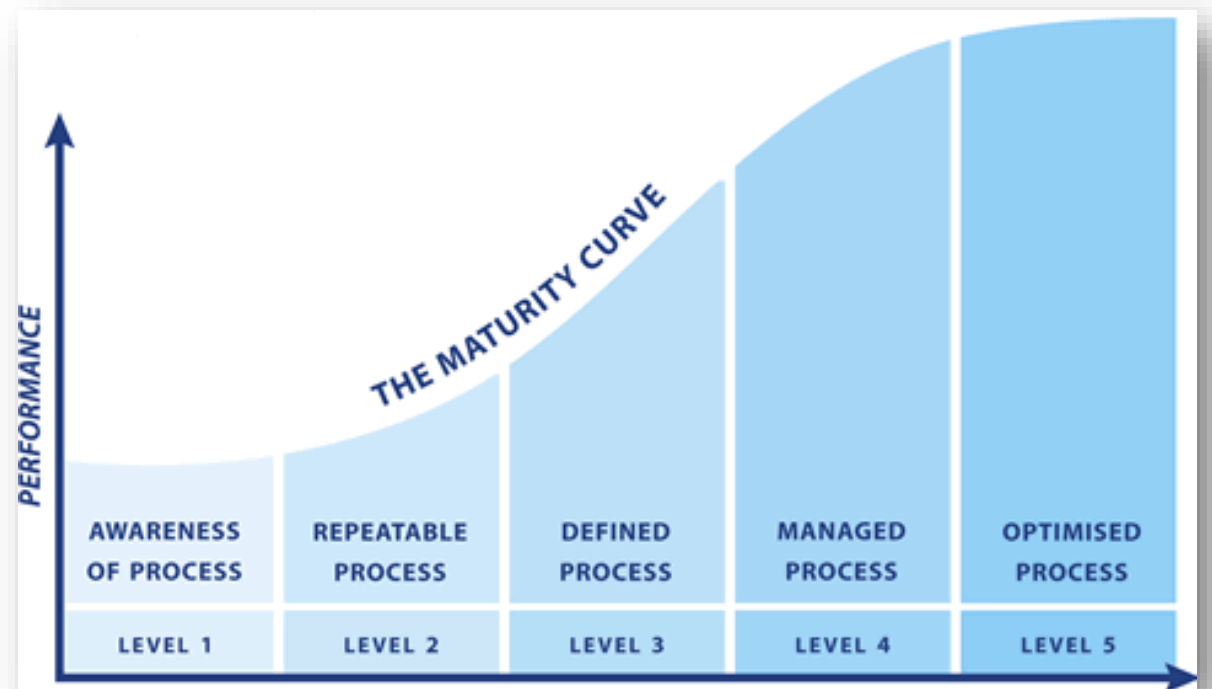 THE MATURITY CURVE
PERFORMANCE
AWARENESS
OF PROCESS
REPEATABLE
PROCESS
DEFINED
PROCESS
MANAGED
PROCESS
OPTIMISED
PROCESS
LEVEL 1
LEVEL 2
LEVEL 3
LEVEL 4
LEVEL 5